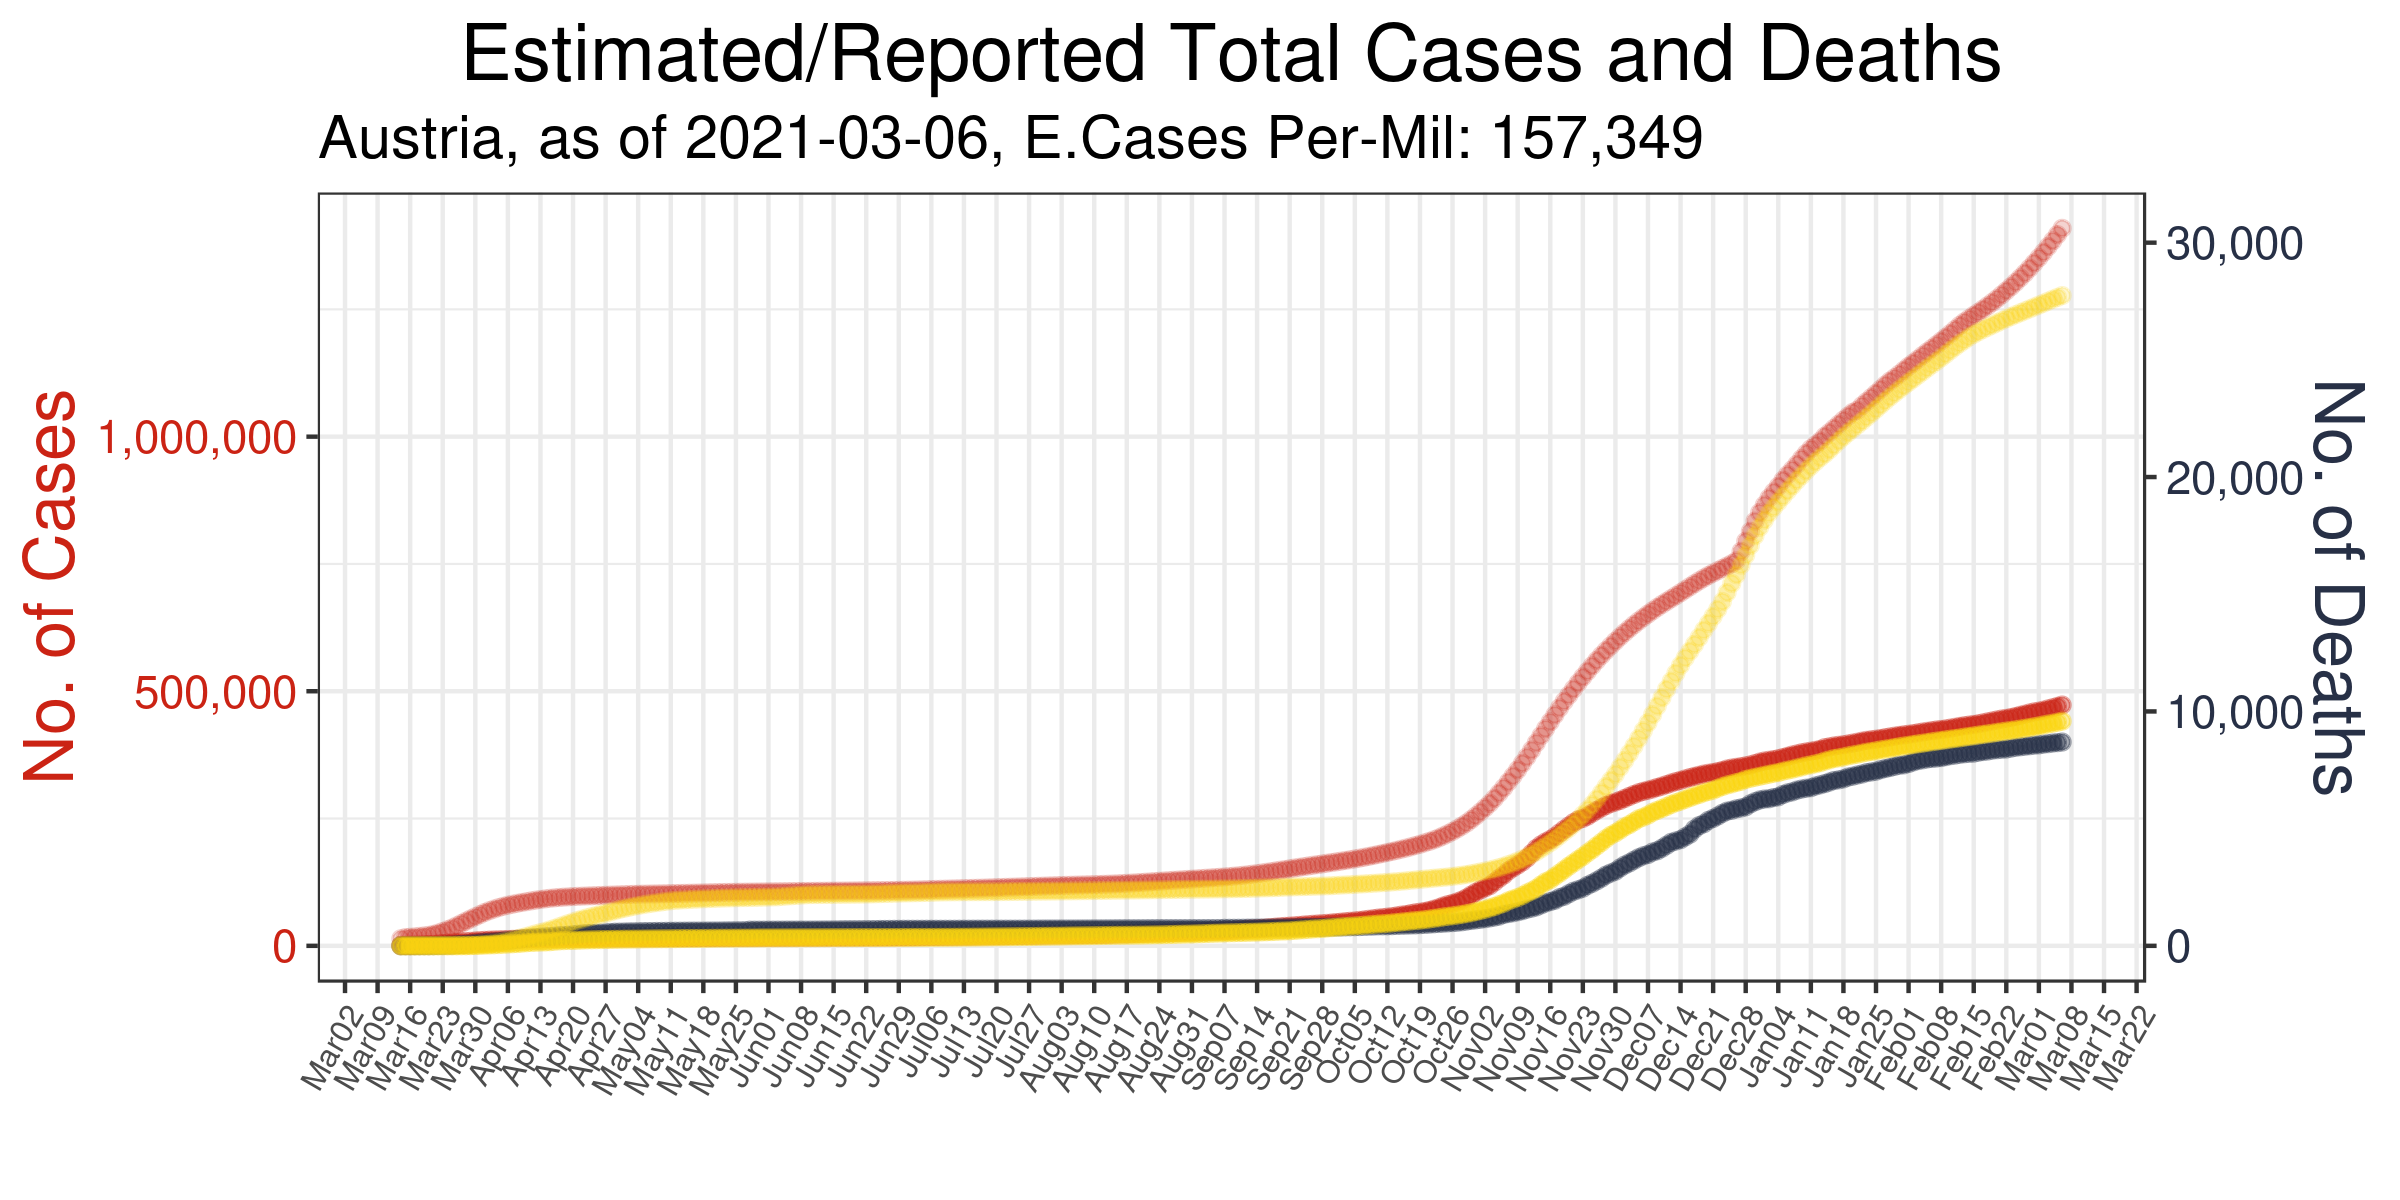 Estimated/Reported Total Cases and Deaths
Austria, as of 2021-03-06, E.Cases Per-Mil: 157,349
No. of Cases
1,000,000
500,000
0
30,000
20,000
10,000
0
No. of Deaths
Mar02 Mar09 Mar16 Mar23 Mar30 Apr06 Apr13 Apr20 Apr27 May04 May11 May18 May25 Jun01 Jun08 Jun15 Jun22 Jun29 Jul06 Jul13 Jul20 Jul27 Aug03 Aug10 Aug17 Aug24 Aug31 Sep07 Sep14 Sep21 Sep28 Oct05 Oct12 Oct19 Oct26 Nov02 Nov09 Nov16 Nov23 Nov30 Dec07 Dec14 Dec21 Dec28 Jan04 Jan11 Jan18 Jan25 Feb01 Feb08 Feb15 Feb22 Mar01 Mar08 Mar15 Mar22